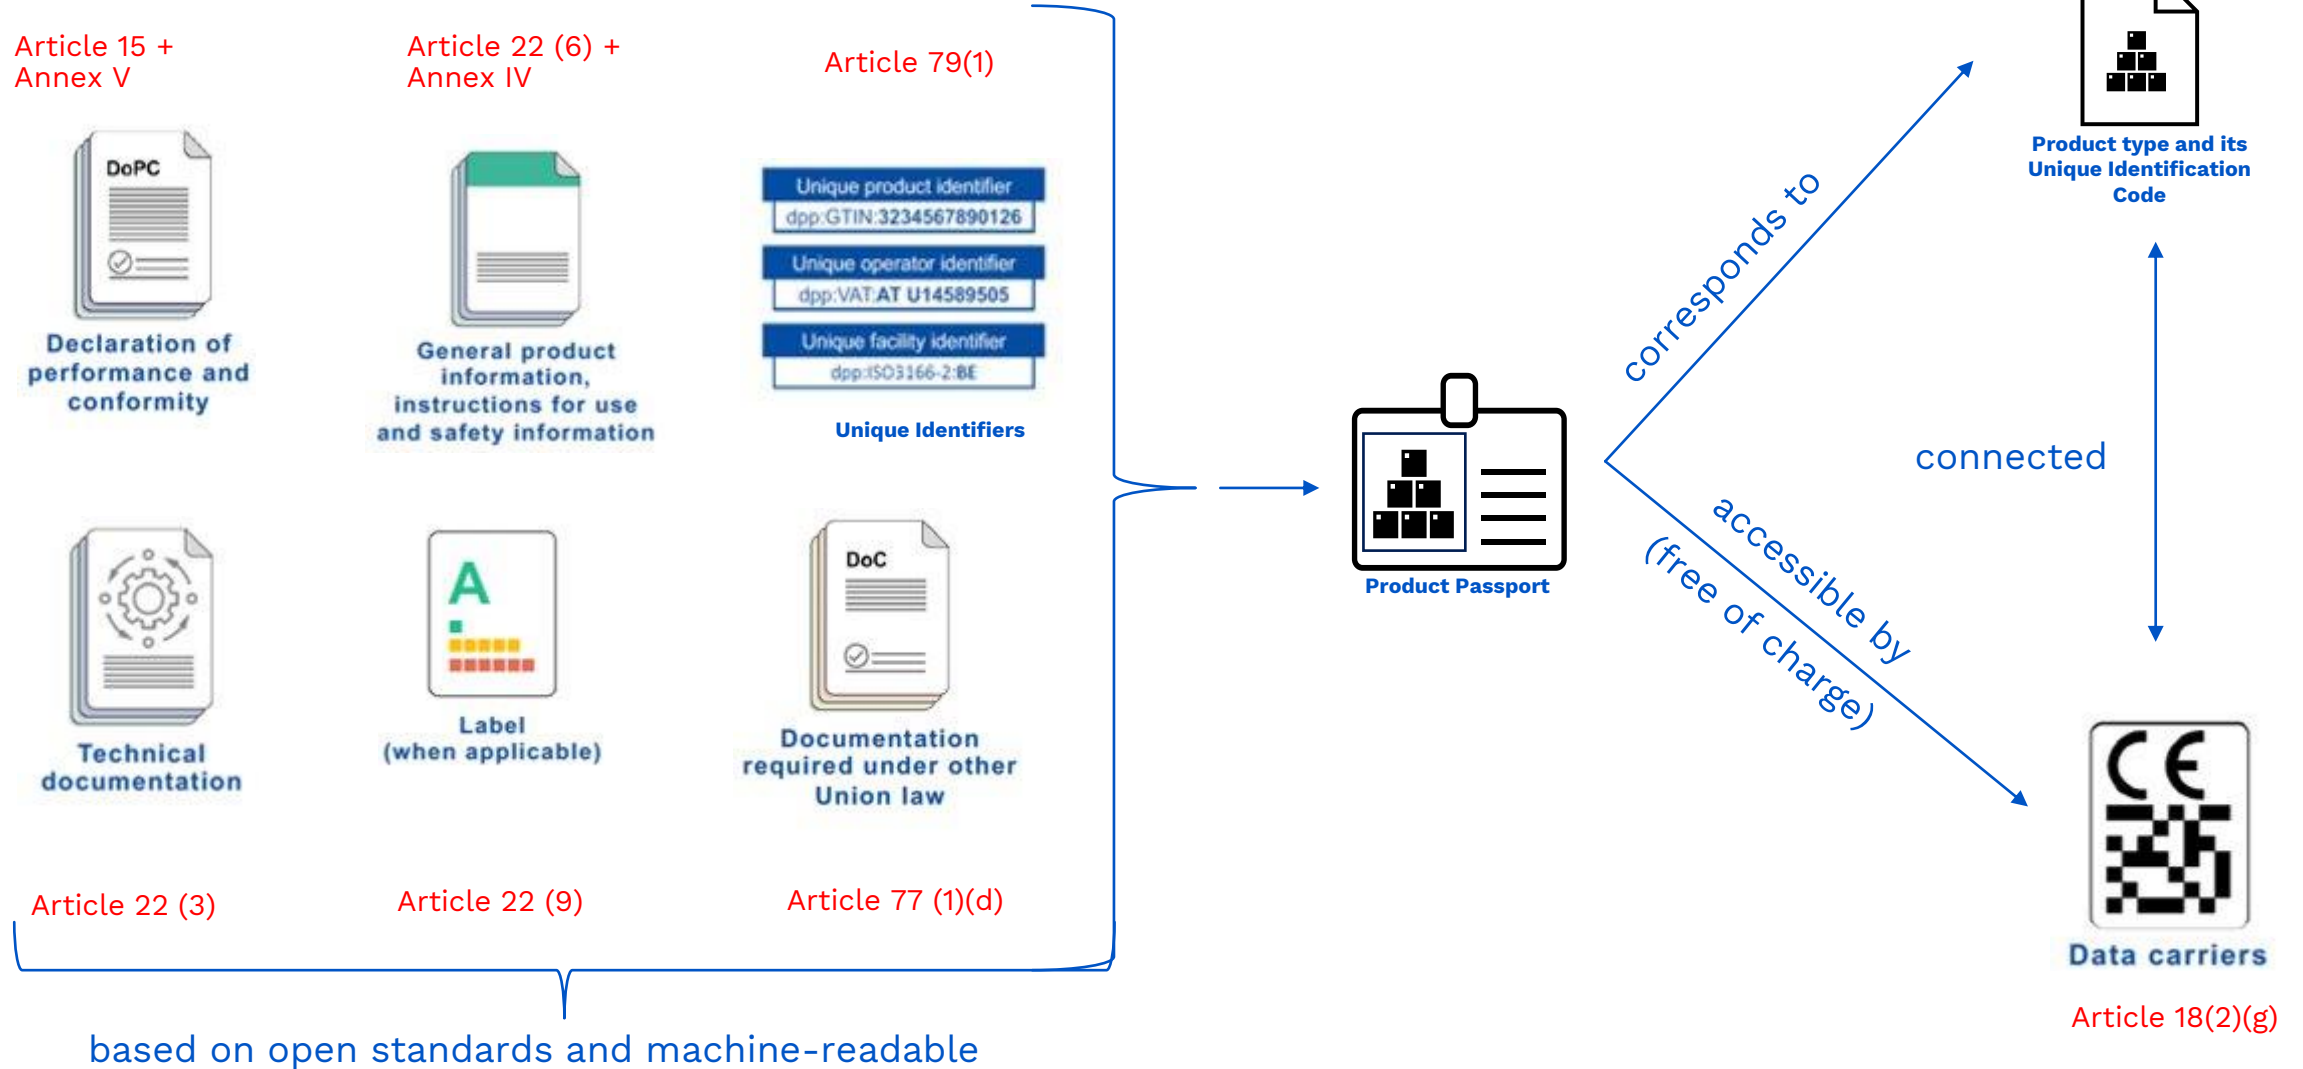 Article 15 +
Annex V
Article 22 (6) +
Annex IV
Article 79(1)
DoPC
Declaration of
performance and
conformity
General product
information,
instructions for use
and safety information
Unique product identifier
dpp:GTIN:3234567890126
Unique operator identifier
dpp:VAT:AT U14589505
Unique facility identifier
dpp:ISO3166-2:BE
Unique Identifiers
Technical
documentation
A
Label
(when applicable)
DoC
Documentation
required under other
Union law
Article 22 (3)
Article 22 (9)
Article 77 (1)(d)
based on open standards and machine-readable
Product Passport
corresponds to
accessible by
(free of charge)
Product type and its
Unique Identification
Code
connected
CE
Data carriers
Article 18(2)(g)